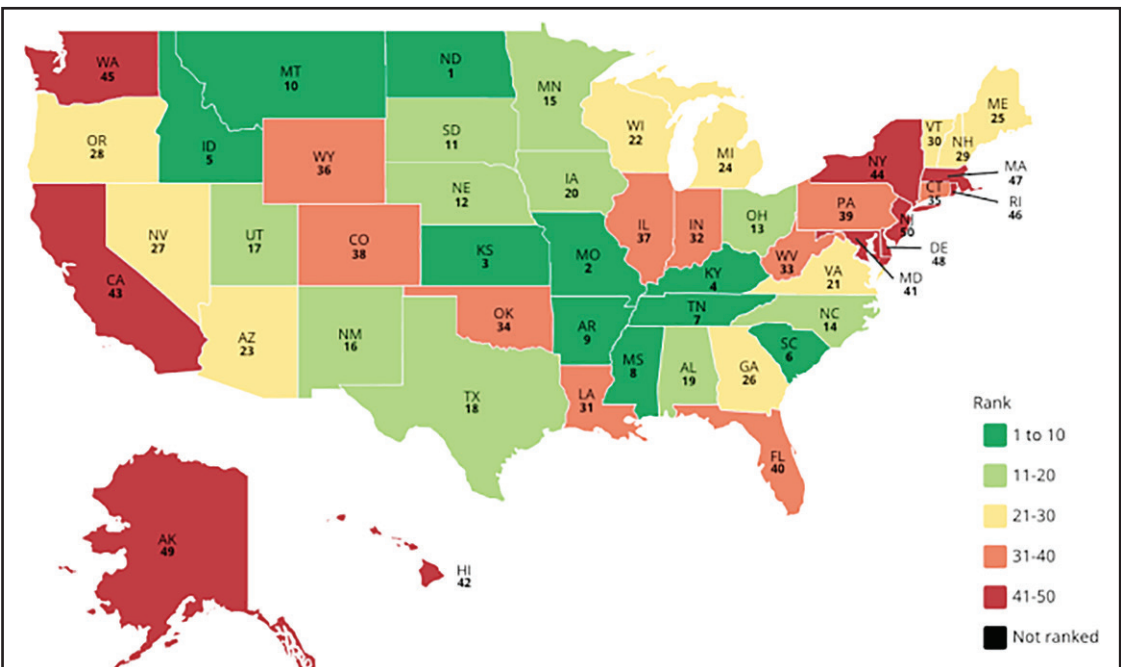 WA
45
MT
10
ND
1
MN
15
OR
28
ID
5
WY
36
SD
11
WI
22
MI
24
NY
44
VT
30
NH
29
ME
25
MA
47
RI
46
CT
35
NJ
50
PA
39
DE
48
MD
41
NE
12
IA
20
IL
37
IN
32
OH
13
WV
33
VA
21
NV
27
UT
17
CO
38
KS
3
MO
2
KY
4
CA
43
AZ
23
NM
16
OK
34
AR
9
TN
7
NC
14
SC
6
MS
8
AL
19
GA
26
TX
18
LA
31
FL
40
AK
49
HI
42
Rank
1 to 10
11-20
21-30
31-40
41-50
Not ranked